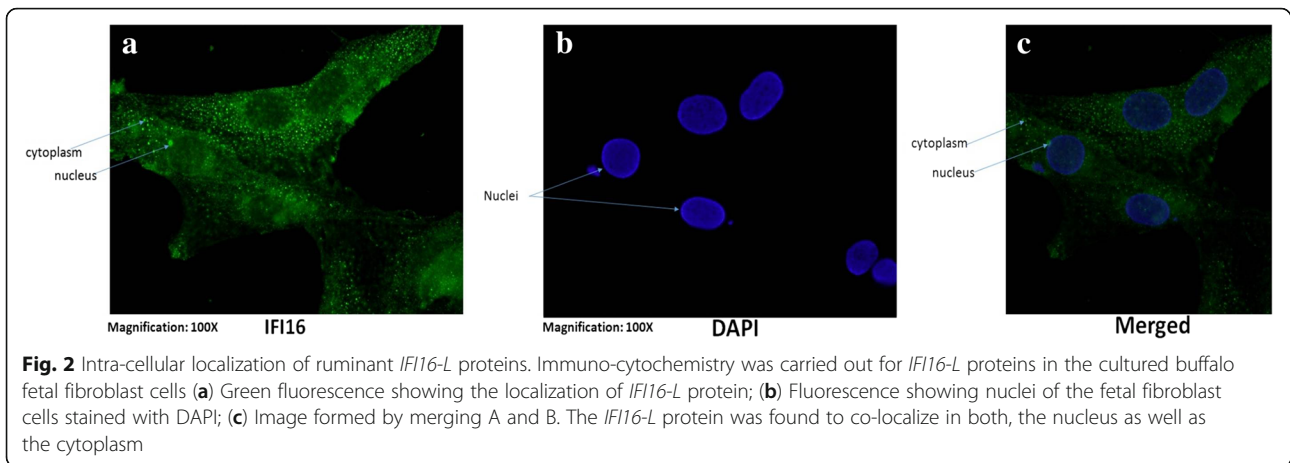 a
b
c
cytoplasm
nucleus
Nuclei
cytoplasm
nucleus
Magnification: 100X
IFI16
Magnification: 100X
DAPI
Merged
Fig. 2 Intra-cellular localization of ruminant IFI16-L proteins. Immuno-cytochemistry was carried out for IFI16-L proteins in the cultured buffalo
fetal fibroblast cells (a) Green fluorescence showing the localization of IFI16-L protein; (b) Fluorescence showing nuclei of the fetal fibroblast
cells stained with DAPI; (c) Image formed by merging A and B. The IFI16-L protein was found to co-localize in both, the nucleus as well as
the cytoplasm